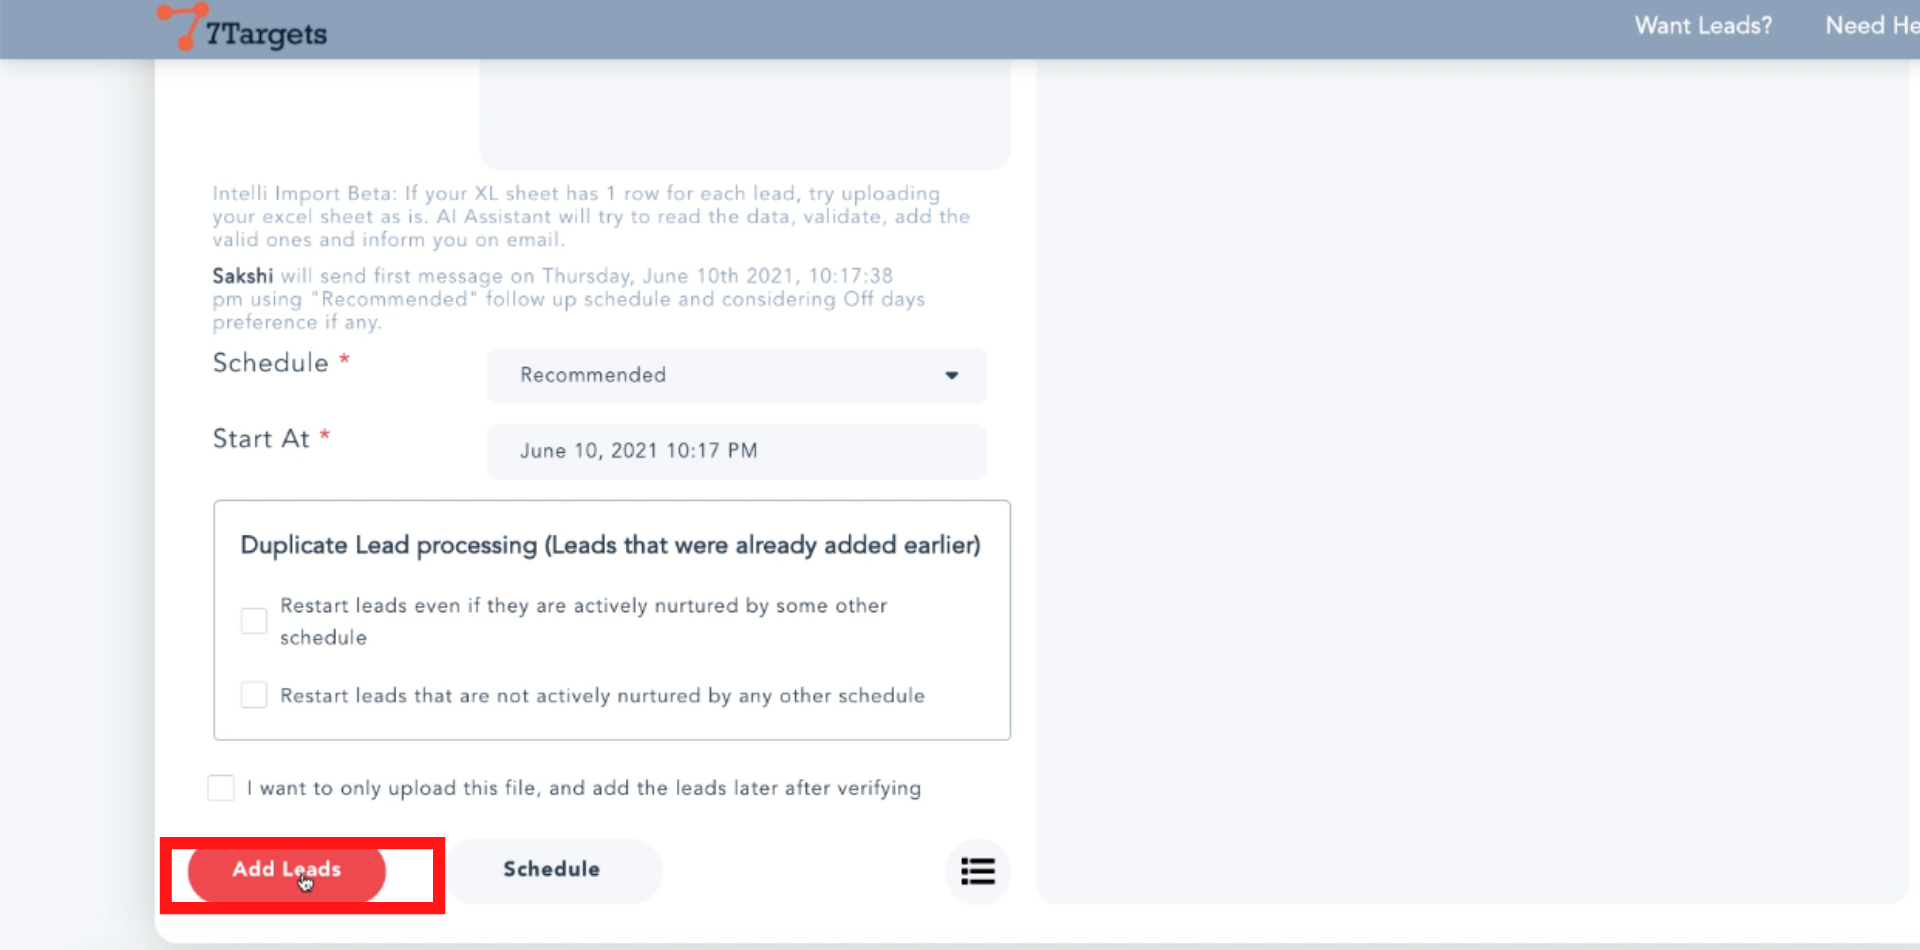 7Targets
Want Leads?
Need He
Intelli Import Beta: If your XL sheet has 1 row for each lead, try uploading
your excel sheet as is. AI Assistant will try to read the data, validate, add the
valid ones and inform you on email.
Sakshi will send first message on Thursday, June 10th 2021, 10:17:38
pm using "Recommended" follow up schedule and considering Off days
preference if any.
Schedule *
Recommended
Start At *
June 10, 2021 10:17 PM
Duplicate Lead processing (Leads that were already added earlier)
Restart leads even if they are actively nurtured by some other
schedule
Restart leads that are not actively nurtured by any other schedule
I want to only upload this file, and add the leads later after verifying
Add Leads
Schedule